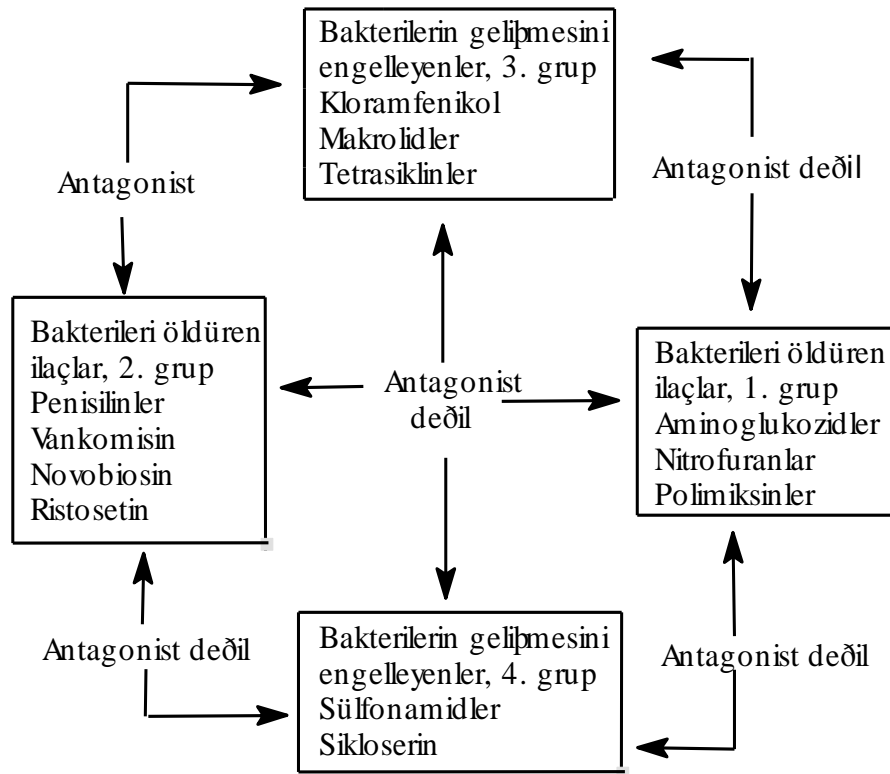 Bakterilerin geliþmesini
engelleyenler, 3. grup
Kloramfenikol
Makrolidler
Tetrasiklinler
Antagonist
Antagonist deðil
Bakterileri öldüren
ilaçlar, 2. grup
Penisilinler
Vankomisin
Novobiosin
Ristosetin
Antagonist
deðil
Bakterileri öldüren
ilaçlar, 1. grup
Aminoglukozidler
Nitrofuranlar
Polimiksinler
Antagonist deðil
Bakterilerin geliþmesini
engelleyenler, 4. grup
Sülfonamidler
Sikloserin
Antagonist deðil